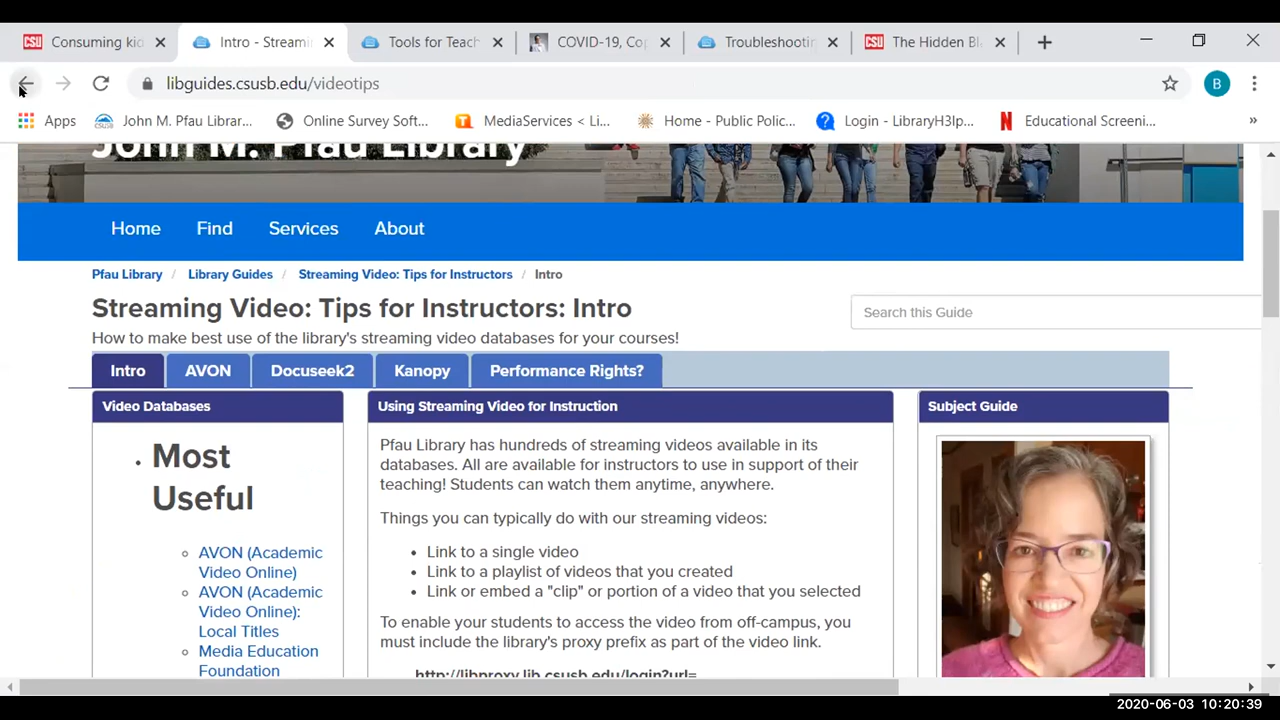 Consuming kid
Intro - Streami
Tools for Teach
COVID-19, Cop
Troubleshootin
The Hidden Bl
libguides.csusb.edu/videotips
B
Apps
John M. Pfau Librar...
Online Survey Soft...
MediaServices < Li...
Home - Public Polic...
Login - LibraryH3lp...
Educational Screeni...
John M. Pfau Library
Home Find Services About
Pfau Library / Library Guides / Streaming Video: Tips for Instructors / Intro
Streaming Video: Tips for Instructors: Intro
Search this Guide
How to make best use of the library's streaming video databases for your courses!
Intro AVON Docuseek2 Kanopy Performance Rights?
Video Databases
Most
Useful
AVON (Academic
Video Online)
AVON (Academic
Video Online):
Local Titles
Media Education
Foundation
Using Streaming Video for Instruction
Pfau Library has hundreds of streaming videos available in its
databases. All are available for instructors to use in support of their
teaching! Students can watch them anytime, anywhere.
Things you can typically do with our streaming videos:
Link to a single video
Link to a playlist of videos that you created
Link or embed a "clip" or portion of a video that you selected
To enable your students to access the video from off-campus, you
must include the library's proxy prefix as part of the video link.
http://libproxy.lib.csusb.edu/login?url=
Subject Guide
2020-06-03 10:20:39